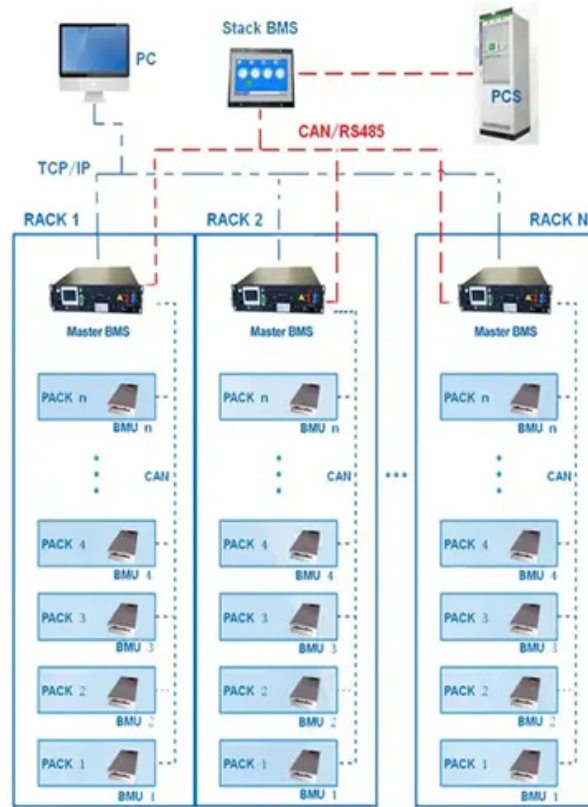 PC
Stack BMS
PCS
CAN/RS485
TCP/IP
RACK 1
RACK 2
RACK N
Master BMS
Master BMS
Master BMS
PACK n
BMU n
PACK n
BMU n
PACK n
BMU n
CAN
CAN
CAN
PACK 4
BMU 4
PACK 4
BMU 4
PACK 4
BMU 4
PACK 3
BMU 3
PACK 3
BMU 3
PACK 3
BMU 3
PACK 2
BMU 2
PACK 2
BMU 2
PACK 2
BMU 2
PACK 1
BMU 1
PACK 1
BMU 1
PACK 1
BMU 1